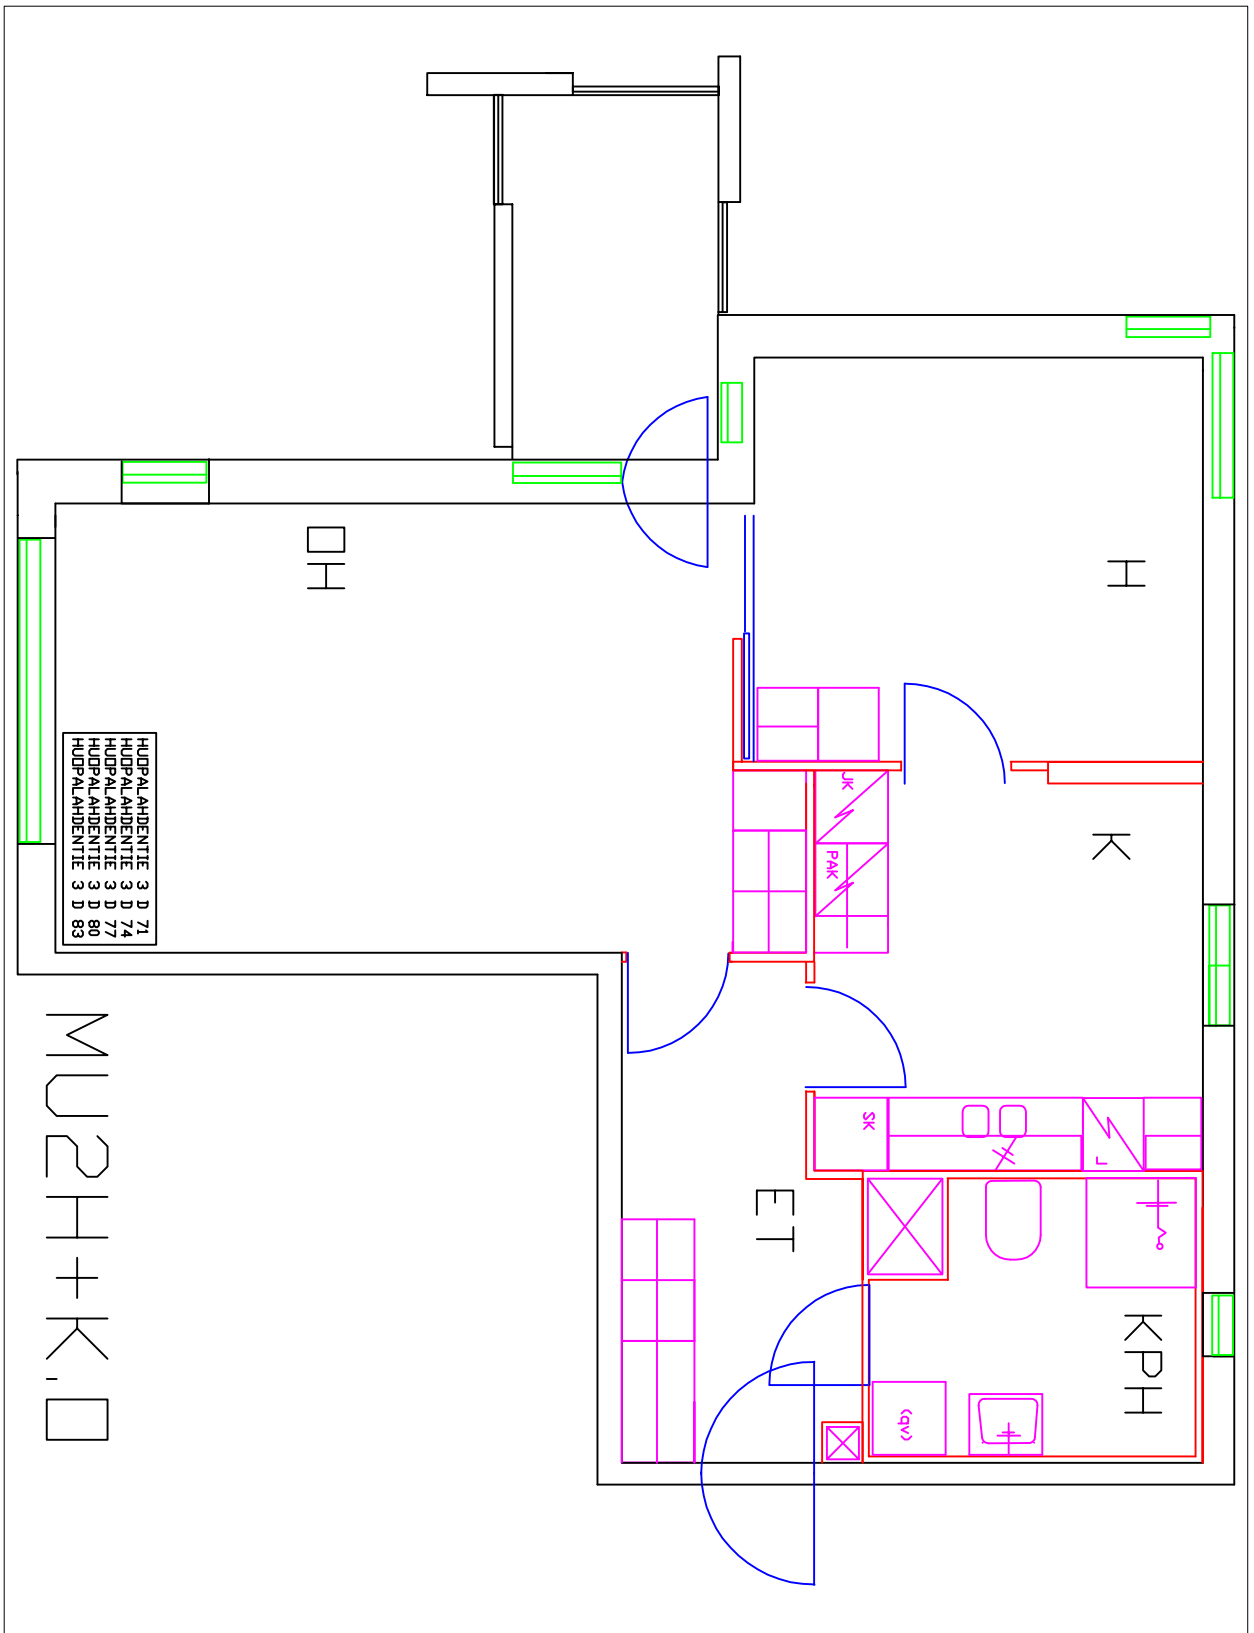 H
K
L
KPH
JK
PAK
SK
(qv)
ET
OH
HUOPALAHDENTIE 3 D 71
HUOPALAHDENTIE 3 D 74
HUOPALAHDENTIE 3 D 77
HUOPALAHDENTIE 3 D 80
HUOPALAHDENTIE 3 D 83
MU2H+K.O